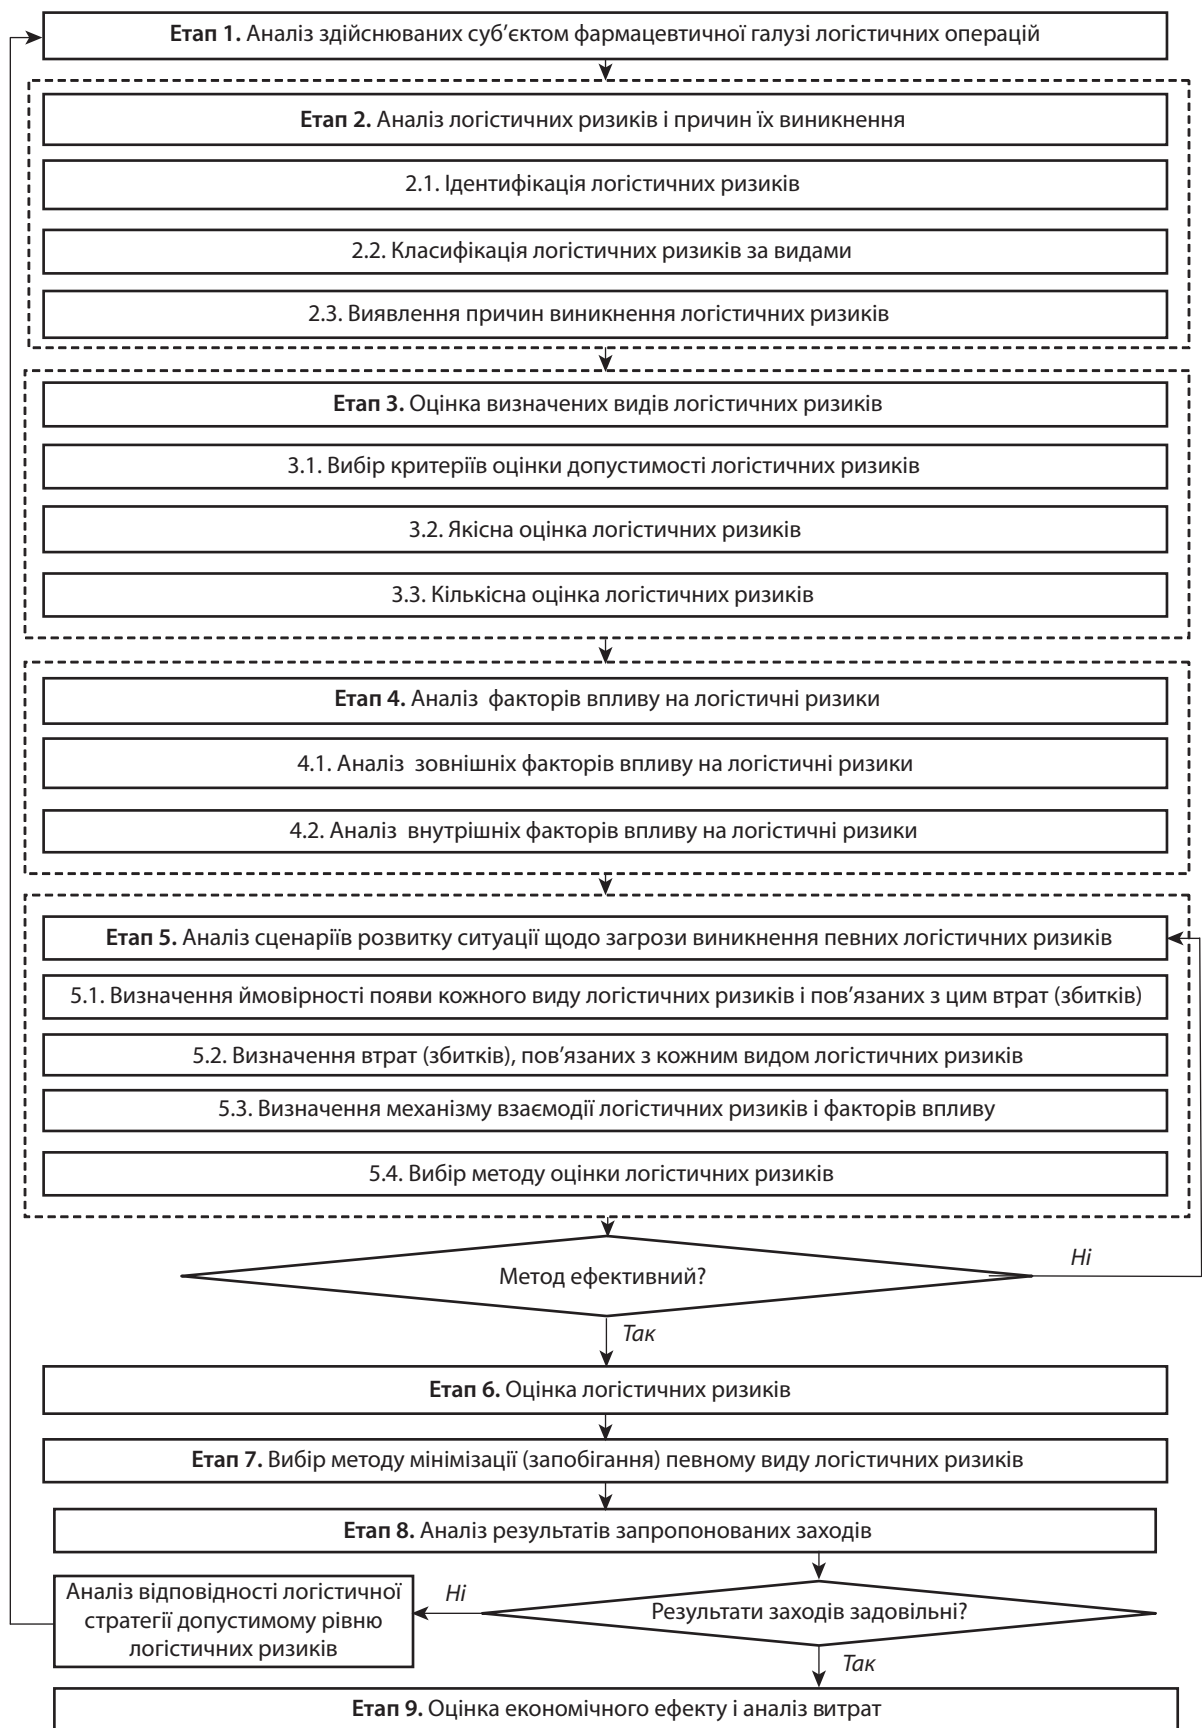 Етап 1. Аналіз здійснюваних суб’єктом фармацевтичної галузі логістичних операцій
Етап 2. Аналіз логістичних ризиків і причин їх виникнення
2.1. Ідентифікація логістичних ризиків
2.2. Класифікація логістичних ризиків за видами
2.3. Виявлення причин виникнення логістичних ризиків
Етап 3. Оцінка визначених видів логістичних ризиків
3.1. Вибір критеріїв оцінки допустимості логістичних ризиків
3.2. Якісна оцінка логістичних ризиків
3.3. Кількісна оцінка логістичних ризиків
Етап 4. Аналіз факторів впливу на логістичні ризики
4.1. Аналіз зовнішніх факторів впливу на логістичні ризики
4.2. Аналіз внутрішніх факторів впливу на логістичні ризики
Етап 5. Аналіз сценаріїв розвитку ситуації щодо загрози виникнення певних логістичних ризиків
5.1. Визначення ймовірності появи кожного виду логістичних ризиків і пов’язаних з цим втрат (збитків)
5.2. Визначення втрат (збитків), пов’язаних з кожним видом логістичних ризиків
5.3. Визначення механізму взаємодії логістичних ризиків і факторів впливу
5.4. Вибір методу оцінки логістичних ризиків
Метод ефективний?
Ні
Так
Етап 6. Оцінка логістичних ризиків
Етап 7. Вибір методу мінімізації (запобігання) певному виду логістичних ризиків
Етап 8. Аналіз результатів запропонованих заходів
Аналіз відповідності логістичної
стратегії допустимому рівню
логістичних ризиків
Ні
Результати заходів задовільні?
Так
Етап 9. Оцінка економічного ефекту і аналіз витрат